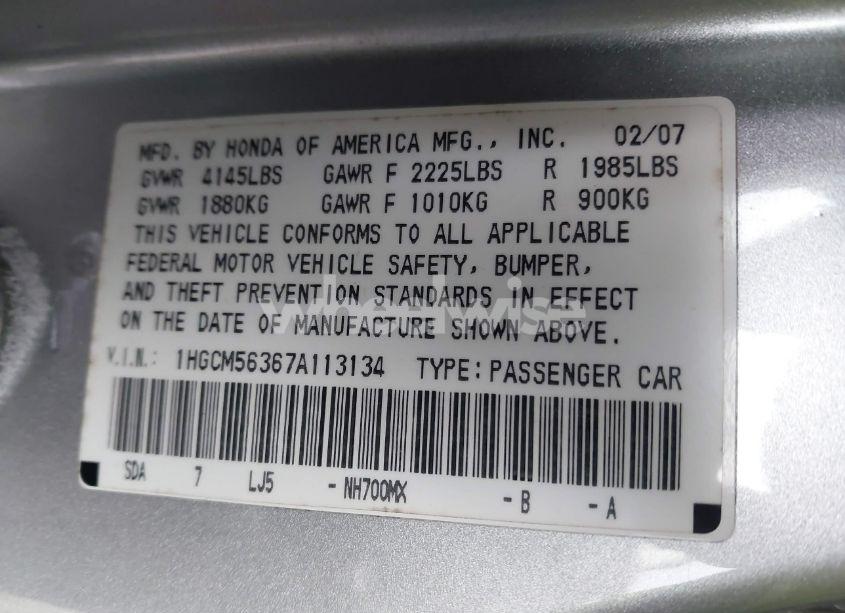 MFD. BY HONDA OF AMERICA MFG., INC. 02/07
GVWR 4145LBS GAWR F 2225LBS R 1985LBS
GVWR 1880KG GAWR F 1010KG R 900KG
THIS VEHICLE CONFORMS TO ALL APPLICABLE
FEDERAL MOTOR VEHICLE SAFETY, BUMPER,
AND THEFT PREVENTION STANDARDS IN EFFECT
ON THE DATE OF MANUFACTURE SHOWN ABOVE.
V.I.N.: 1HGCM56367A113134 TYPE: PASSENGER CAR
SDA 7 LJ5 - NH700MX - B - A
wheelwise